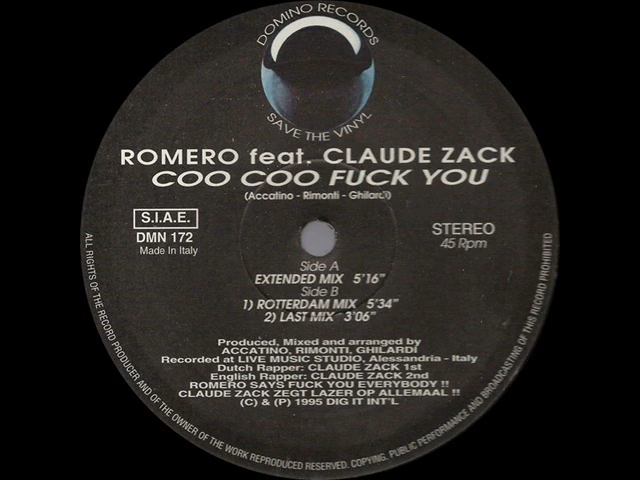 DOMINO RECORDS
SAVE THE VINYL
ROMERO feat. CLAUDE ZACK
COO COO FUCK YOU
(Accatino - Rimonti - Ghilardi)
S.I.A.E.
DMN 172
Made In Italy
STEREO
45 Rpm
Side A
EXTENDED MIX 5'16"
Side B
1) ROTTERDAM MIX 5'34"
2) LAST MIX 3'06"
Produced, Mixed and arranged by
ACCATINO, RIMONTI, GHILARDI
Recorded at LIVE MUSIC STUDIO, Alessandria - Italy
Dutch Rapper: CLAUDE ZACK 1st
English Rapper: CLAUDE ZACK 2nd
ROMERO SAYS FUCK YOU EVERYBODY !!
CLAUDE ZACK ZEGT LAZER OP ALLEMAAL !!
(C) & (P) 1995 DIG IT INT'L
ALL RIGHTS OF THE RECORD PRODUCER AND OF THE OWNER OF THE WORK REPRODUCED RESERVED. COPYING, PUBLIC PERFORMANCE AND BROADCASTING OF THIS RECORD PROHIBITED